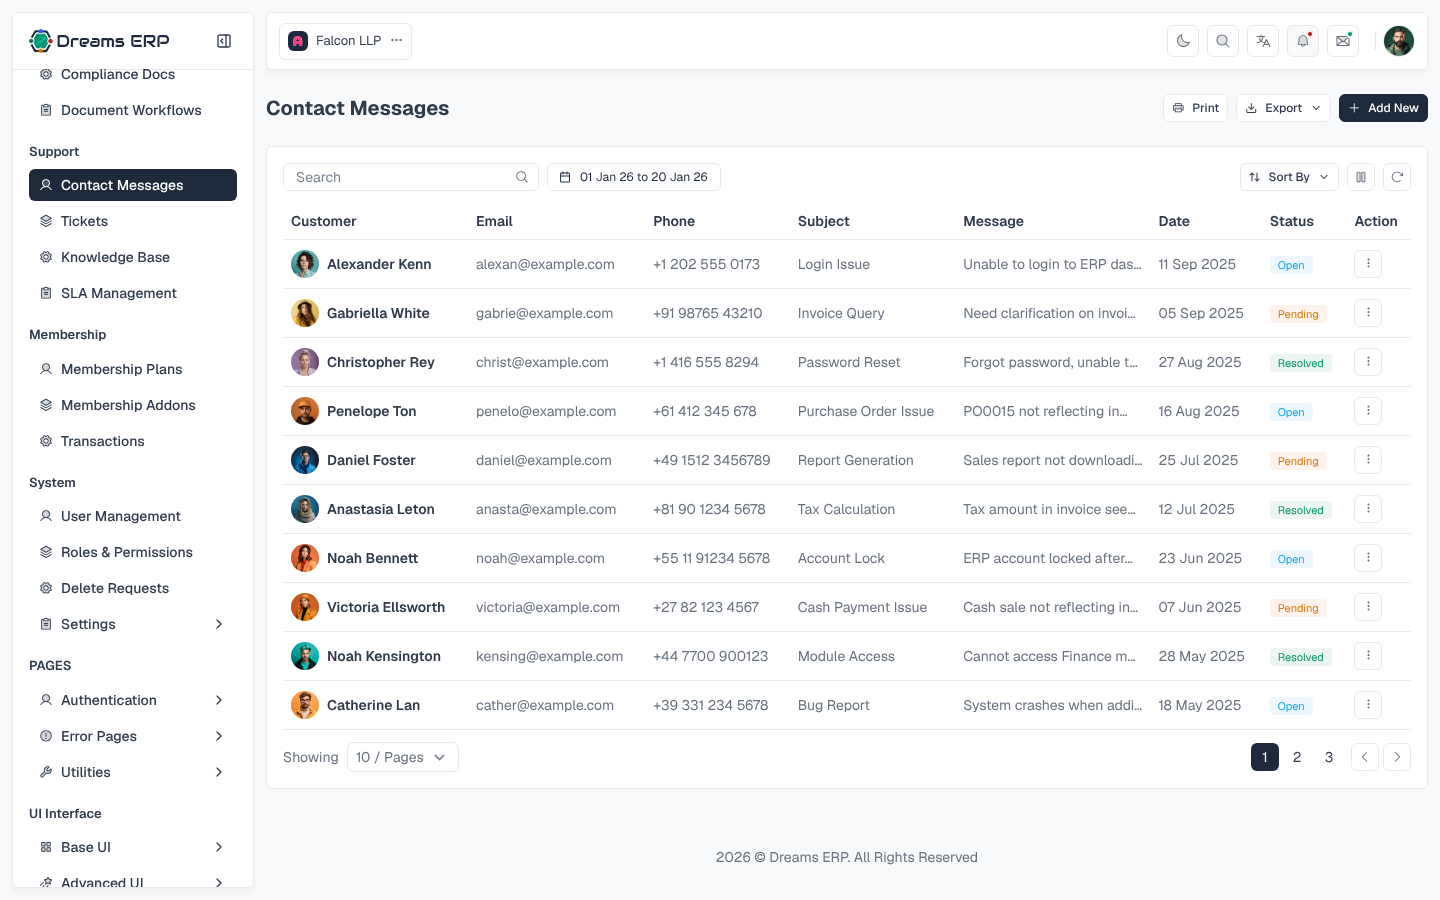 Dreams ERP
Compliance Docs
Document Workflows
Support
Contact Messages
Tickets
Knowledge Base
SLA Management
Membership
Membership Plans
Membership Addons
Transactions
System
User Management
Roles & Permissions
Delete Requests
Settings
PAGES
Authentication
Error Pages
Utilities
UI Interface
Base UI
Advanced UI
Falcon LLP
Contact Messages
Print
Export
Add New
Search
01 Jan 26 to 20 Jan 26
Sort By
Customer Email Phone Subject Message Date Status Action
Alexander Kenn alexan@example.com +1 202 555 0173 Login Issue Unable to login to ERP das... 11 Sep 2025 Open
Gabriella White gabrie@example.com +91 98765 43210 Invoice Query Need clarification on invoi... 05 Sep 2025 Pending
Christopher Rey christ@example.com +1 416 555 8294 Password Reset Forgot password, unable t... 27 Aug 2025 Resolved
Penelope Ton penelo@example.com +61 412 345 678 Purchase Order Issue PO0015 not reflecting in... 16 Aug 2025 Open
Daniel Foster daniel@example.com +49 1512 3456789 Report Generation Sales report not downloadi... 25 Jul 2025 Pending
Anastasia Leton anasta@example.com +81 90 1234 5678 Tax Calculation Tax amount in invoice see... 12 Jul 2025 Resolved
Noah Bennett noah@example.com +55 11 91234 5678 Account Lock ERP account locked after... 23 Jun 2025 Open
Victoria Ellsworth victoria@example.com +27 82 123 4567 Cash Payment Issue Cash sale not reflecting in... 07 Jun 2025 Pending
Noah Kensington kensing@example.com +44 7700 900123 Module Access Cannot access Finance m... 28 May 2025 Resolved
Catherine Lan cather@example.com +39 331 234 5678 Bug Report System crashes when addi... 18 May 2025 Open
Showing 10 / Pages 1 2 3
2026 © Dreams ERP. All Rights Reserved